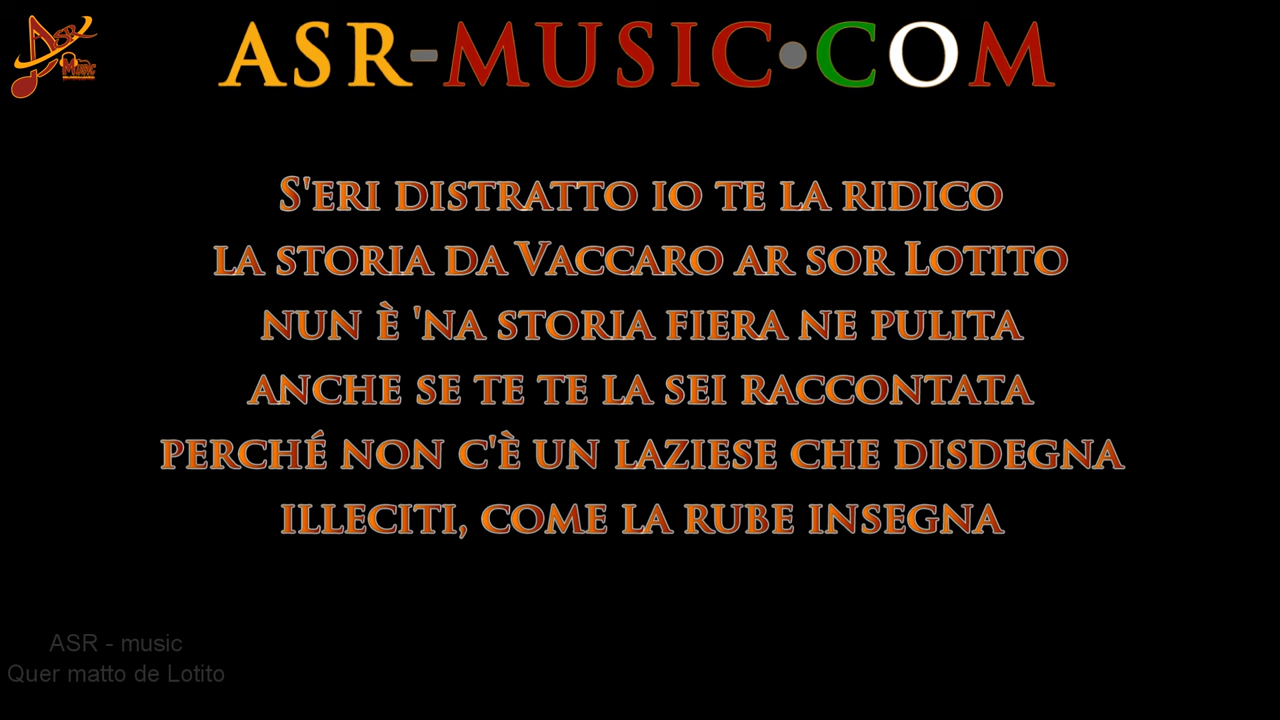 ASR-MUSIC•COM
S'ERI DISTRATTO IO TE LA RIDICO
LA STORIA DA VACCARO AR SOR LOTITO
NUN È 'NA STORIA FIERA NE PULITA
ANCHE SE TE TE LA SEI RACCONTATA
PERCHÉ NON C'È UN LAZIESE CHE DISDEGNA
ILLECITI, COME LA RUBE INSEGNA
ASR - music
Quer matto de Lotito